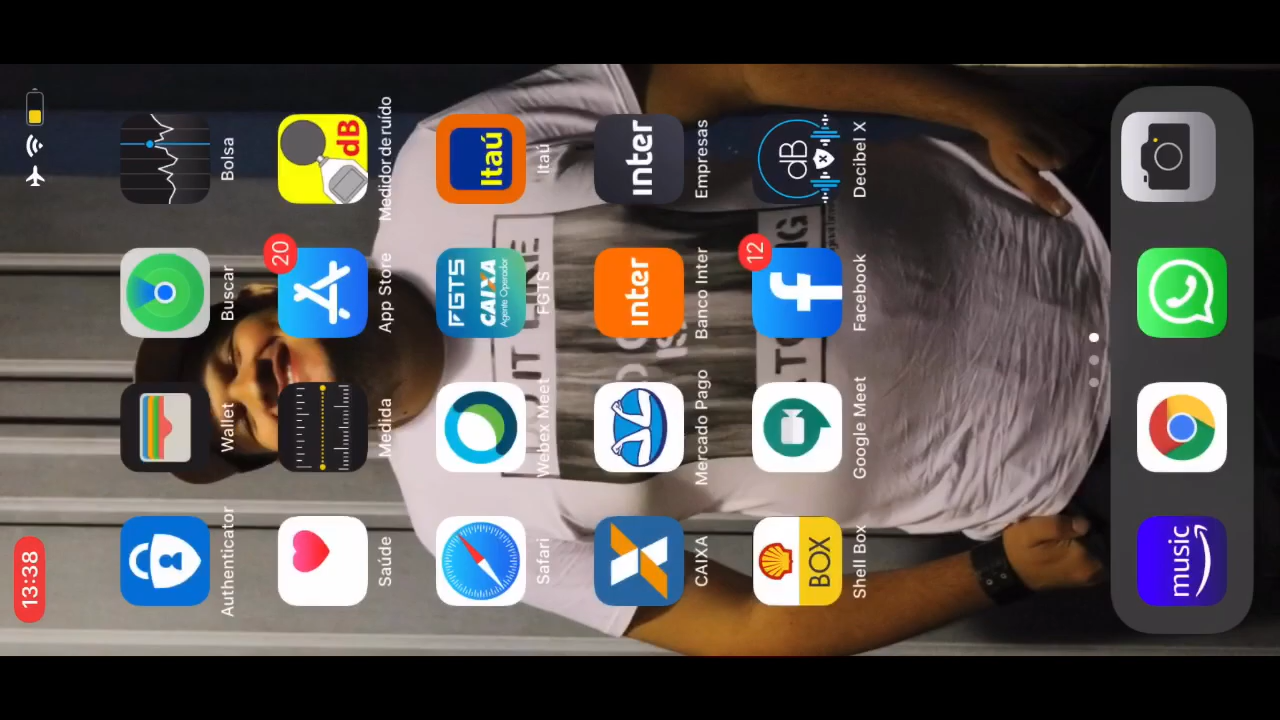 13:38
Authenticator
Wallet
Buscar
Bolsa
20
dB
Saúde
Medida
App Store
Medidor de ruído
FGTS
CAIXA
Agente Operador
Itaú
Safari
Webex Meet
FGTS
Itaú
inter
inter
CAIXA
Mercado Pago
Banco Inter
Empresas
12
BOX
dB
Shell Box
Google Meet
Facebook
Decibel X
music